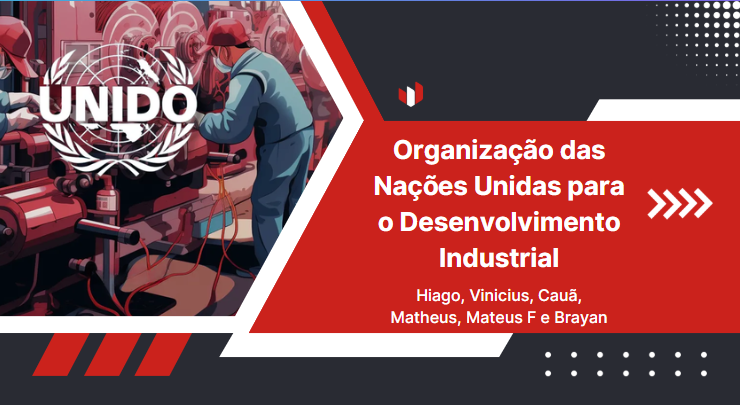 UNIDO
Organização das
Nações Unidas para
o Desenvolvimento
Industrial
Hiago, Vinicius, Cauã,
Matheus, Mateus F e Brayan